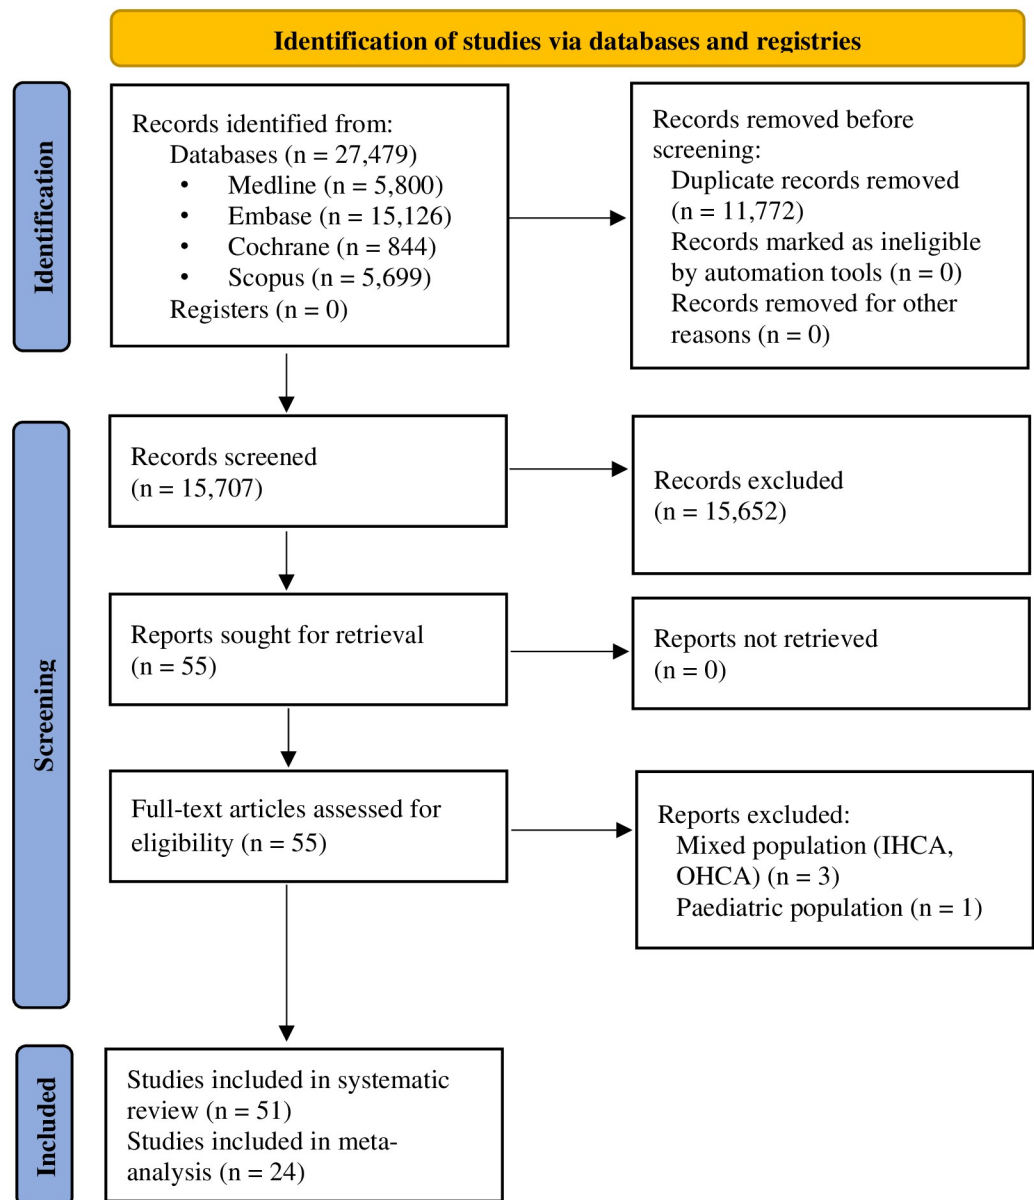 Identification of studies via databases and registries
Identification
Records identified from:
Databases (n = 27,479)
• Medline (n = 5,800)
• Embase (n = 15,126)
• Cochrane (n = 844)
• Scopus (n = 5,699)
Registers (n = 0)
Records removed before
screening:
Duplicate records removed
(n = 11,772)
Records marked as ineligible
by automation tools (n = 0)
Records removed for other
reasons (n = 0)
Screening
Records screened
(n = 15,707)
Records excluded
(n = 15,652)
Reports sought for retrieval
(n = 55)
Reports not retrieved
(n = 0)
Full-text articles assessed for
eligibility (n = 55)
Reports excluded:
Mixed population (IHCA,
OHCA) (n = 3)
Paediatric population (n = 1)
Included
Studies included in systematic
review (n = 51)
Studies included in meta-
analysis (n = 24)